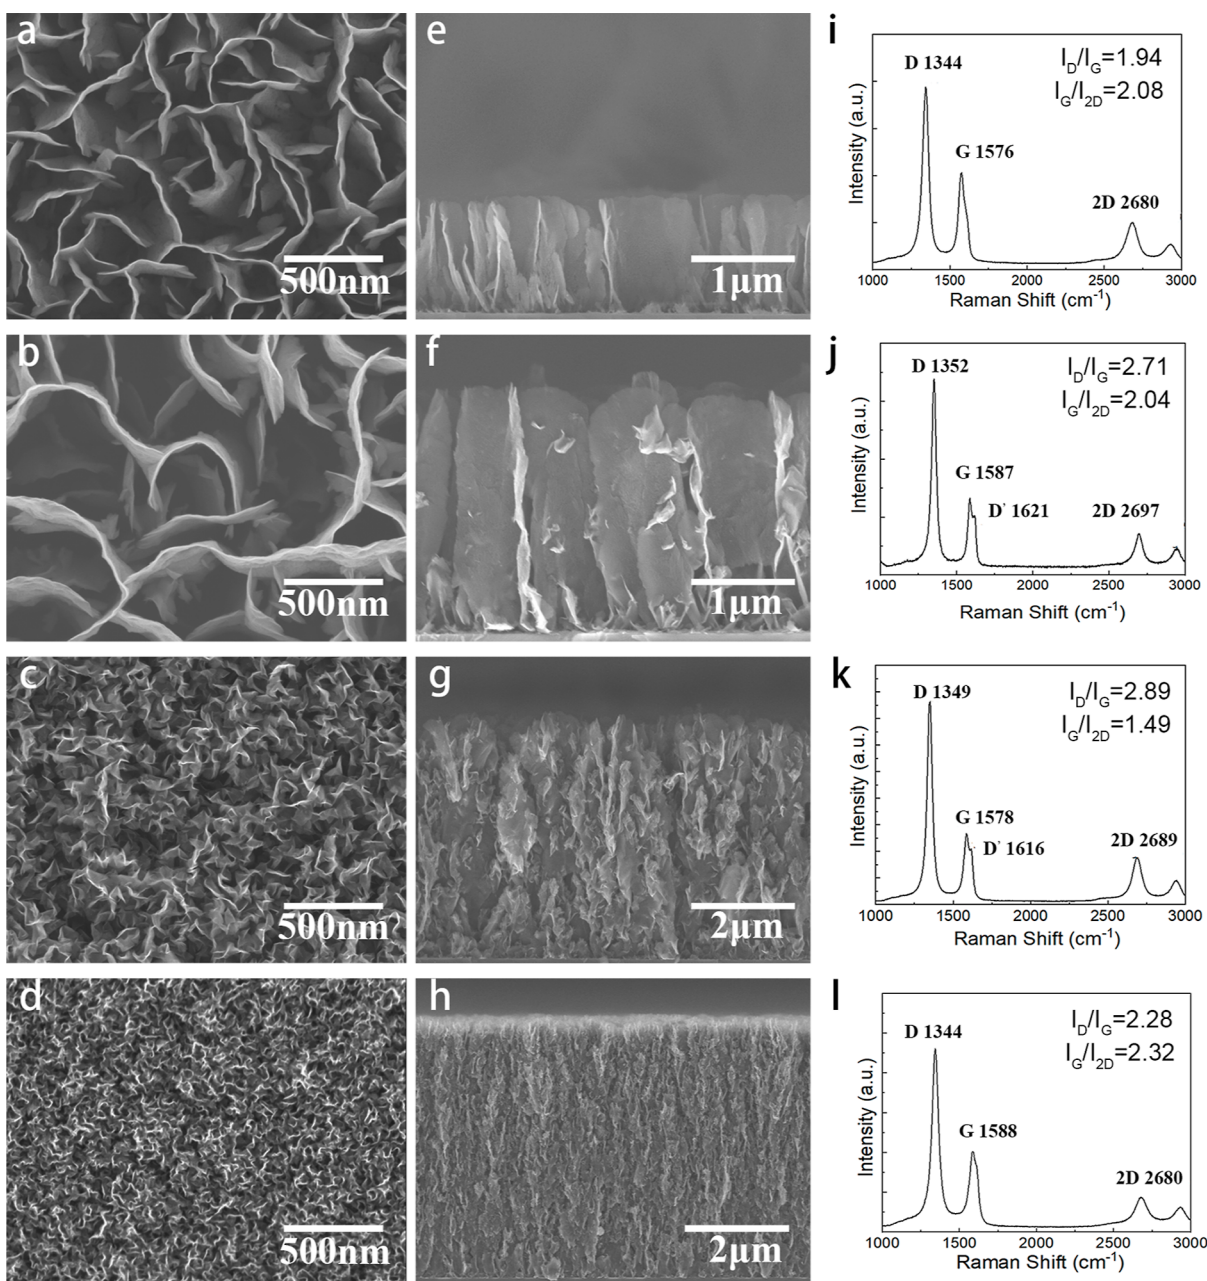 a
500nm
e
1μm
i
D 1344
I_D/I_G=1.94
I_G/I_2D=2.08
G 1576
2D 2680
Intensity (a.u.)
1000 1500 2000 2500 3000
Raman Shift (cm⁻¹)
b
500nm
f
1μm
j
D 1352
I_D/I_G=2.71
I_G/I_2D=2.04
G 1587
D' 1621
2D 2697
Intensity (a.u.)
1000 1500 2000 2500 3000
Raman Shift (cm⁻¹)
c
500nm
g
2μm
k
D 1349
I_D/I_G=2.89
I_G/I_2D=1.49
G 1578
D' 1616
2D 2689
Intensity (a.u.)
1000 1500 2000 2500 3000
Raman Shift (cm⁻¹)
d
500nm
h
2μm
l
D 1344
I_D/I_G=2.28
I_G/I_2D=2.32
G 1588
2D 2680
Intensity (a.u.)
1000 1500 2000 2500 3000
Raman Shift (cm⁻¹)